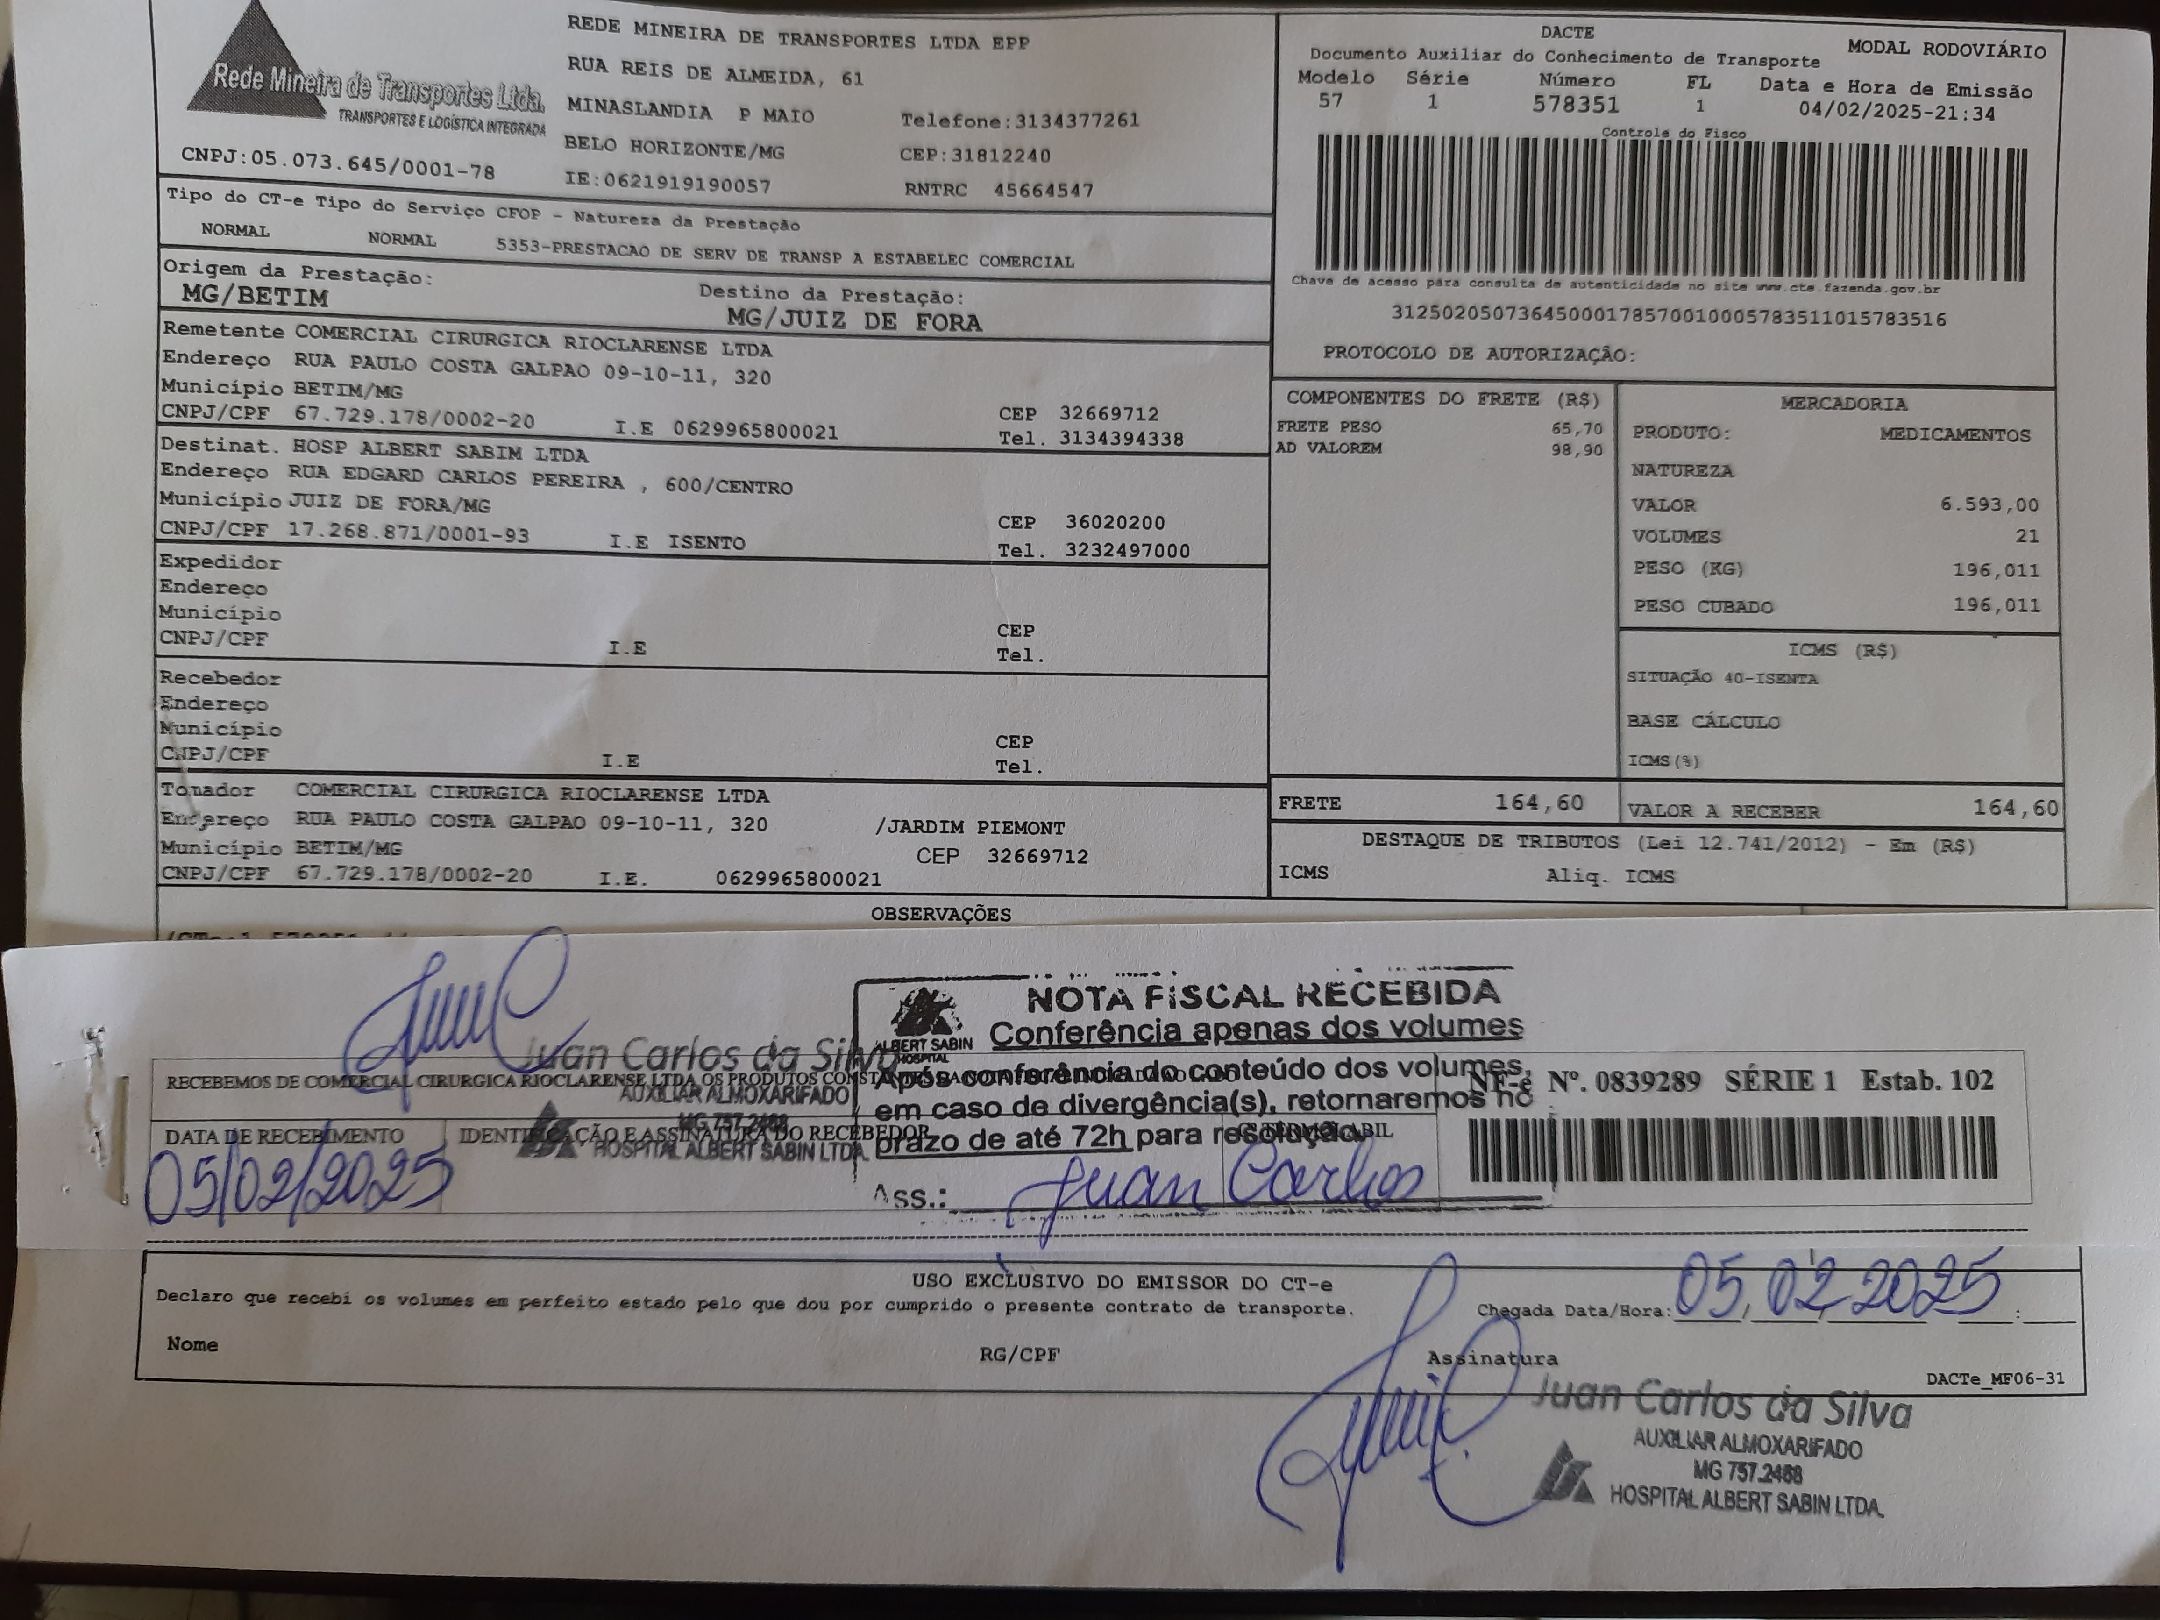 Rede Mineira de Transportes Ltda.
TRANSPORTES E LOGÍSTICA INTEGRADA
CNPJ:05.073.645/0001-78
REDE MINEIRA DE TRANSPORTES LTDA EPP
RUA REIS DE ALMEIDA, 61
MINASLANDIA P MAIO Telefone:3134377261
BELO HORIZONTE/MG CEP:31812240
IE:0621919190057 RNTRC 45664547
DACTE MODAL RODOVIÁRIO
Documento Auxiliar do Conhecimento de Transporte
Modelo Série Número FL Data e Hora de Emissão
57 1 578351 1 04/02/2025-21:34
Controle do Fisco
Chave de acesso para consulta de autenticidade no site www.cte.fazenda.gov.br
31250205073645000178570010005783511015783516
PROTOCOLO DE AUTORIZAÇÃO:
Tipo do CT-e Tipo do Serviço CFOP - Natureza da Prestação
NORMAL NORMAL 5353-PRESTACAO DE SERV DE TRANSP A ESTABELEC COMERCIAL
Origem da Prestação: Destino da Prestação:
MG/BETIM MG/JUIZ DE FORA
Remetente COMERCIAL CIRURGICA RIOCLARENSE LTDA
Endereço RUA PAULO COSTA GALPAO 09-10-11, 320
Município BETIM/MG CEP 32669712
CNPJ/CPF 67.729.178/0002-20 I.E 0629965800021 Tel. 3134394338
Destinat. HOSP ALBERT SABIM LTDA
Endereço RUA EDGARD CARLOS PEREIRA , 600/CENTRO
Município JUIZ DE FORA/MG CEP 36020200
CNPJ/CPF 17.268.871/0001-93 I.E ISENTO Tel. 3232497000
Expedidor
Endereço
Município CEP
CNPJ/CPF I.E Tel.
Recebedor
Endereço
Município CEP
CNPJ/CPF I.E Tel.
Tomador COMERCIAL CIRURGICA RIOCLARENSE LTDA
Endereço RUA PAULO COSTA GALPAO 09-10-11, 320 /JARDIM PIEMONT
Município BETIM/MG CEP 32669712
CNPJ/CPF 67.729.178/0002-20 I.E. 0629965800021
COMPONENTES DO FRETE (R$)
FRETE PESO 65,70
AD VALOREM 98,90
MERCADORIA
PRODUTO: MEDICAMENTOS
NATUREZA
VALOR 6.593,00
VOLUMES 21
PESO (KG) 196,011
PESO CUBADO 196,011
ICMS (R$)
SITUAÇÃO 40-ISENTA
BASE CÁLCULO
ICMS(%)
FRETE 164,60 VALOR A RECEBER 164,60
DESTAQUE DE TRIBUTOS (Lei 12.741/2012) - Em (R$)
ICMS Aliq. ICMS
OBSERVAÇÕES
Juan Carlos da Silva
AUXILIAR ALMOXARIFADO
MG 757.2468
HOSPITAL ALBERT SABIN LTDA.
ALBERT SABIN
HOSPITAL
NOTA FISCAL RECEBIDA
Conferência apenas dos volumes
Após conferência do conteúdo dos volumes,
em caso de divergência(s), retornaremos no
prazo de até 72h para resolução.
Ass.: Juan Carlos
RECEBEMOS DE COMERCIAL CIRURGICA RIOCLARENSE LTDA OS PRODUTOS
NF-e Nº. 0839289 SÉRIE 1 Estab. 102
DATA DE RECEBIMENTO IDENTIFICAÇÃO E ASSINATURA DO RECEBEDOR
05/02/2025
USO EXCLUSIVO DO EMISSOR DO CT-e
Declaro que recebi os volumes em perfeito estado pelo que dou por cumprido o presente contrato de transporte.
Chegada Data/Hora: 05/02/2025 :
Nome RG/CPF Assinatura
DACTe_MF06-31
Juan Carlos da Silva
AUXILIAR ALMOXARIFADO
MG 757.2468
HOSPITAL ALBERT SABIN LTDA.